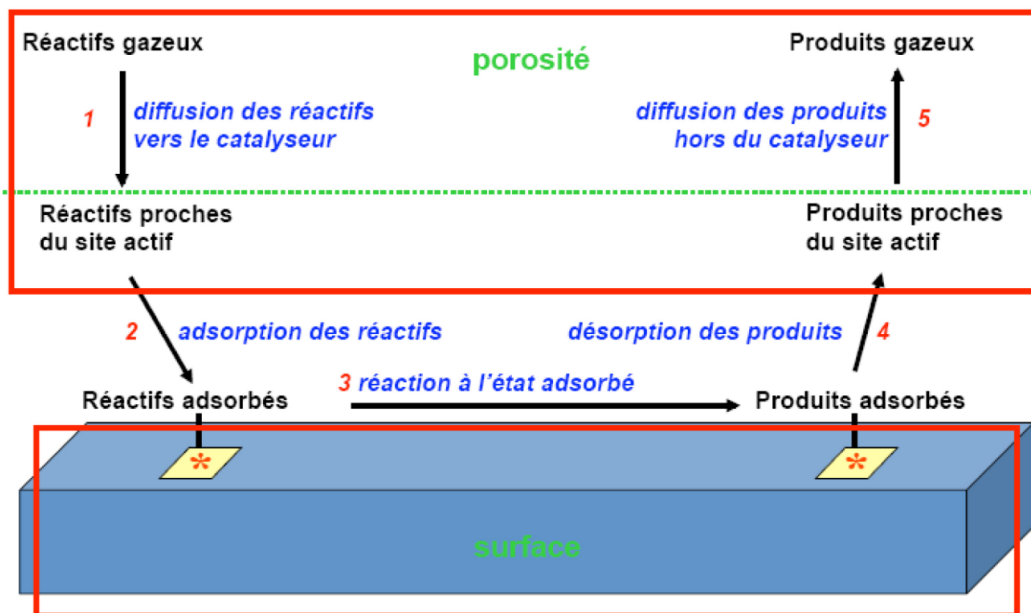 Réactifs gazeux
Produits gazeux
porosité
1
diffusion des réactifs
vers le catalyseur
diffusion des produits
hors du catalyseur
5
Réactifs proches
du site actif
Produits proches
du site actif
2
adsorption des réactifs
désorption des produits
4
3 réaction à l'état adsorbé
Réactifs adsorbés
Produits adsorbés
*
*
surface